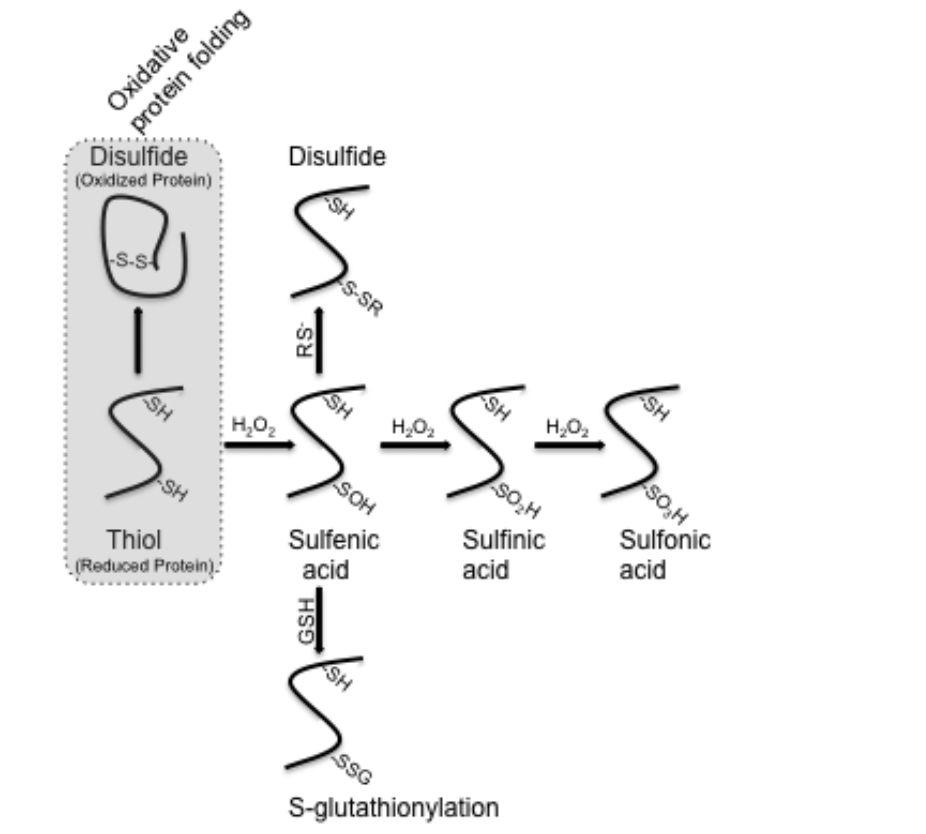 Oxidative
protein folding
Disulfide
(Oxidized Protein)
-S-S-
-SH
-SH
Thiol
(Reduced Protein)
H₂O₂
Disulfide
-SH
-S-SR
RS⁻
-SH
-SOH
Sulfenic
acid
H₂O₂
-SH
-SO₂H
Sulfinic
acid
H₂O₂
-SH
-SO₃H
Sulfonic
acid
GSH
-SH
-SSG
S-glutathionylation